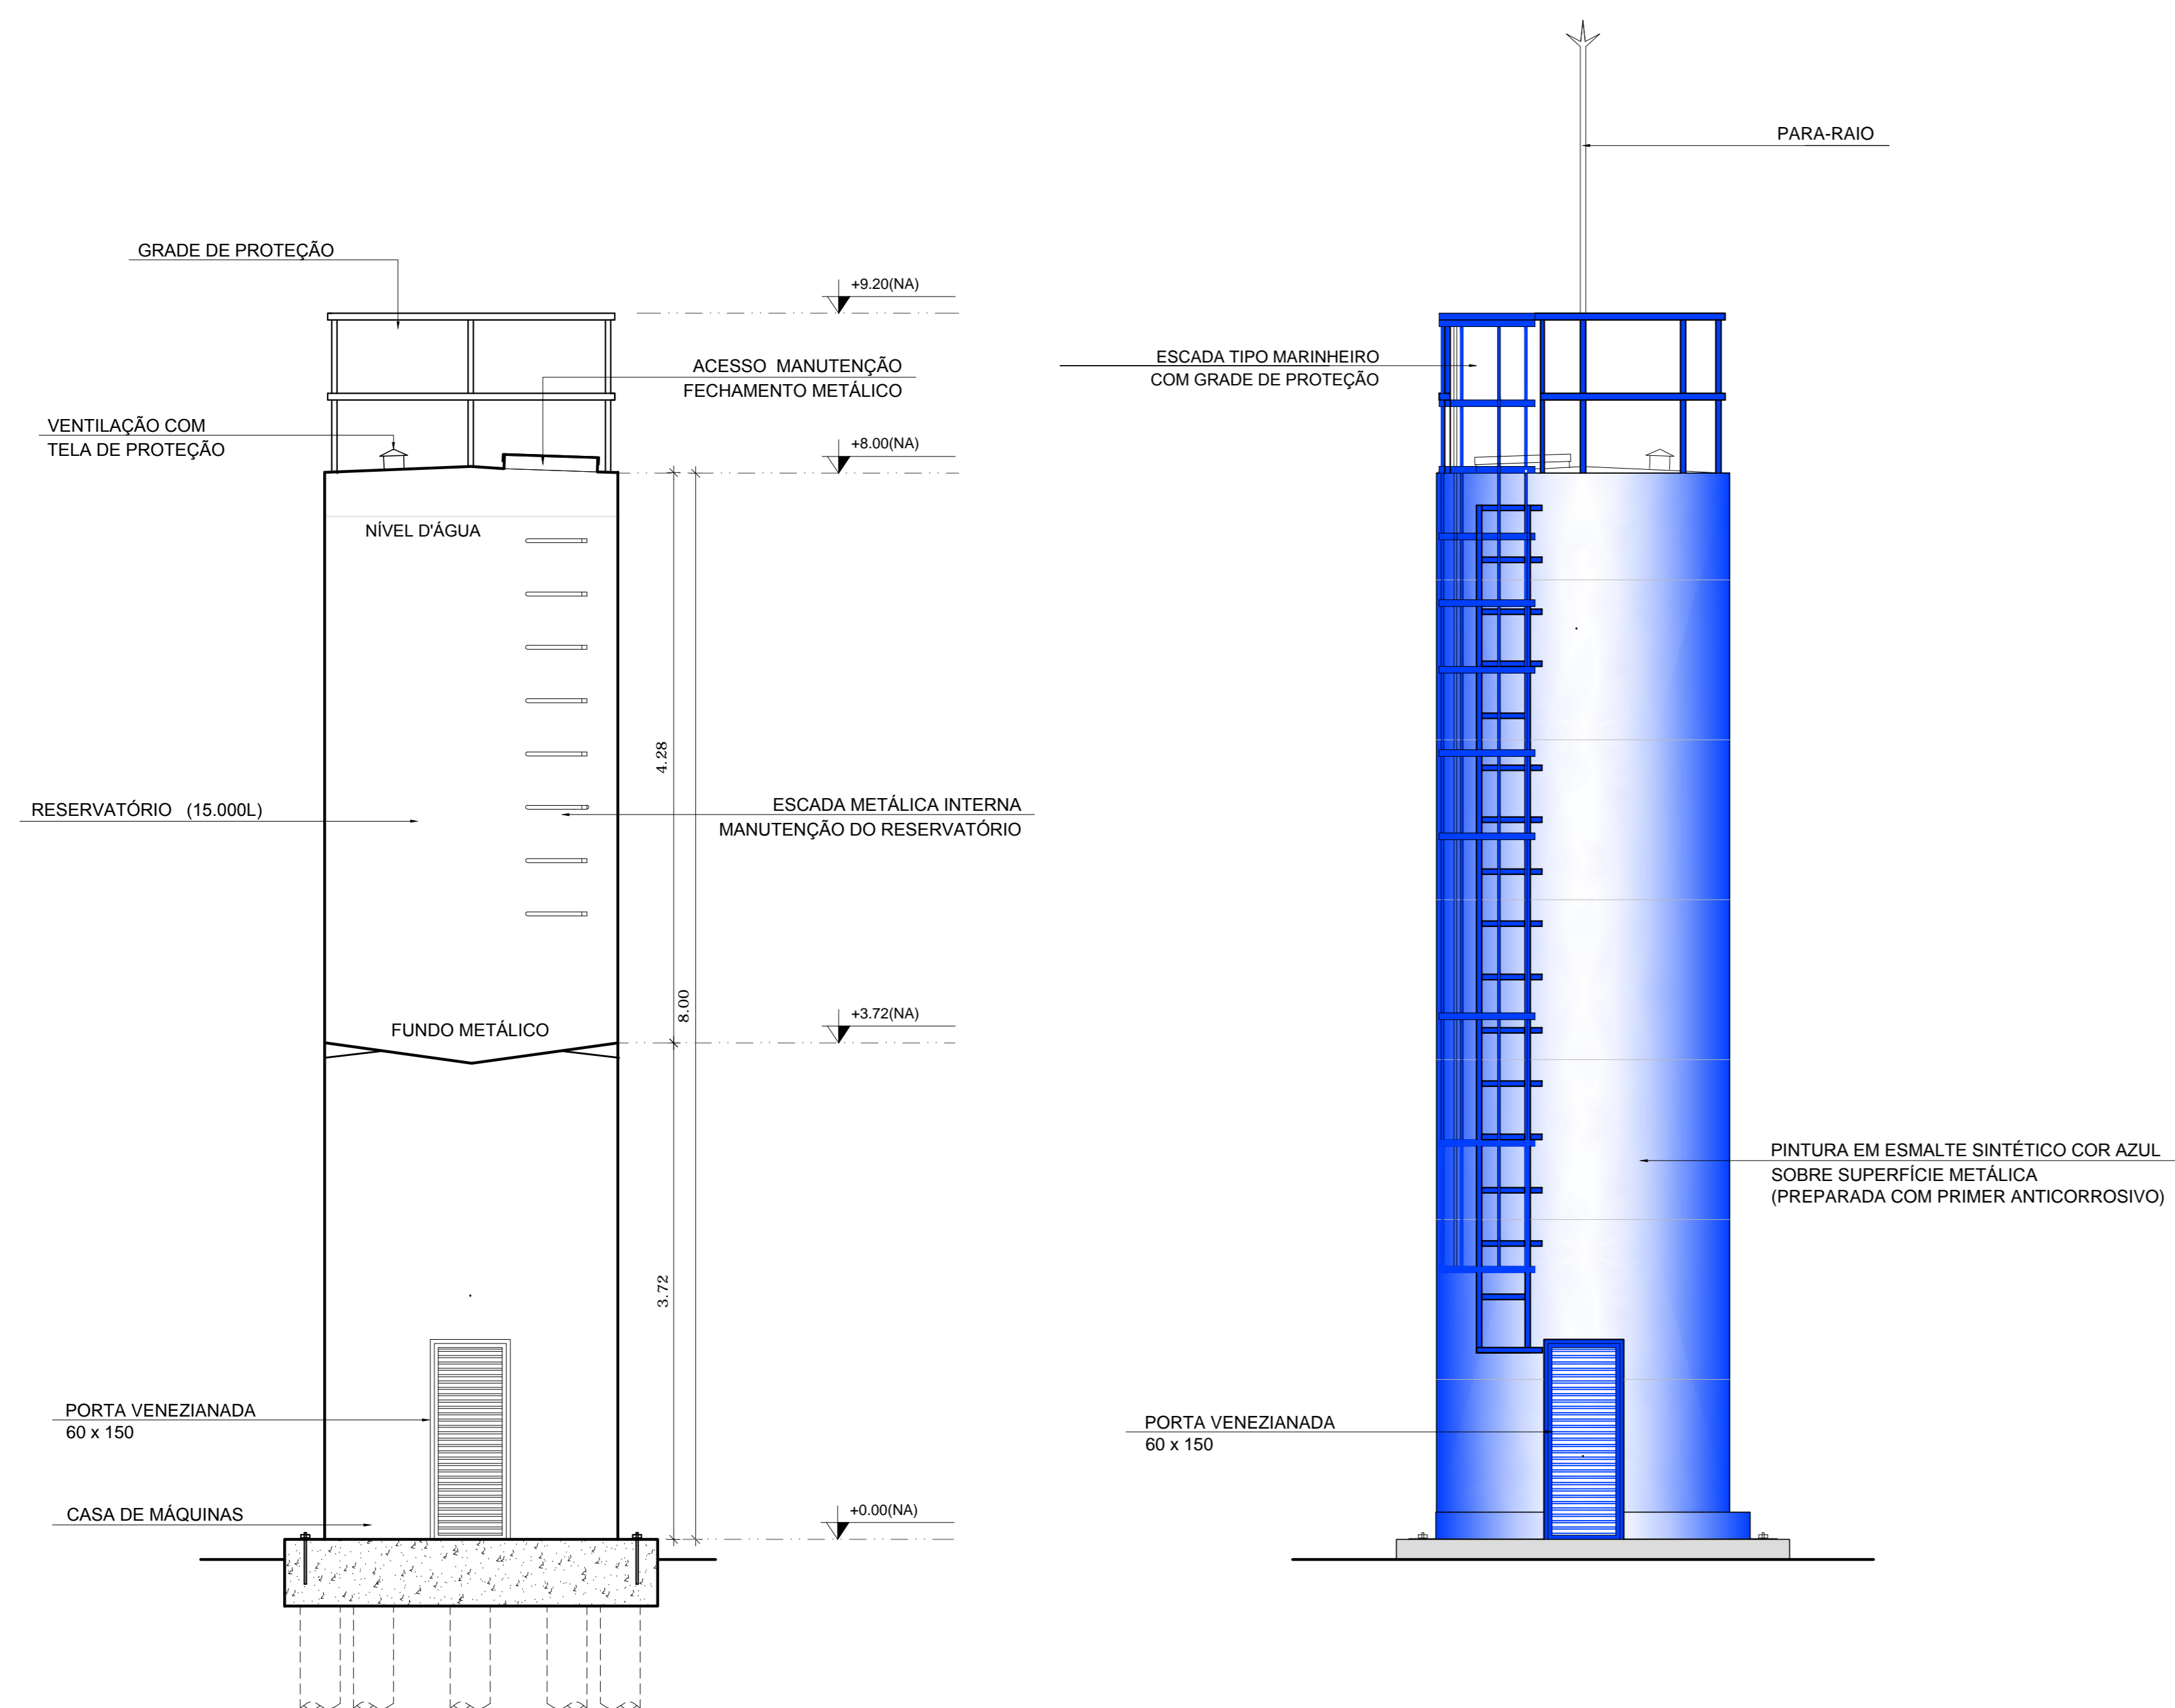 PARA-RAIO
GRADE DE PROTEÇÃO
+9.20(NA)
ACESSO  MANUTENÇÃO
FECHAMENTO METÁLICO
ESCADA TIPO MARINHEIRO
COM GRADE DE PROTEÇÃO
VENTILAÇÃO COM
TELA DE PROTEÇÃO
+8.00(NA)
NÍVEL D'ÁGUA
4.28
RESERVATÓRIO   (15.000L)
ESCADA METÁLICA INTERNA
MANUTENÇÃO DO RESERVATÓRIO
8.00
FUNDO METÁLICO
+3.72(NA)
PINTURA EM ESMALTE SINTÉTICO COR AZUL
SOBRE SUPERFÍCIE METÁLICA
(PREPARADA COM PRIMER ANTICORROSIVO)
3.72
PORTA VENEZIANADA
60 x 150
PORTA VENEZIANADA
60 x 150
CASA DE MÁQUINAS
+0.00(NA)